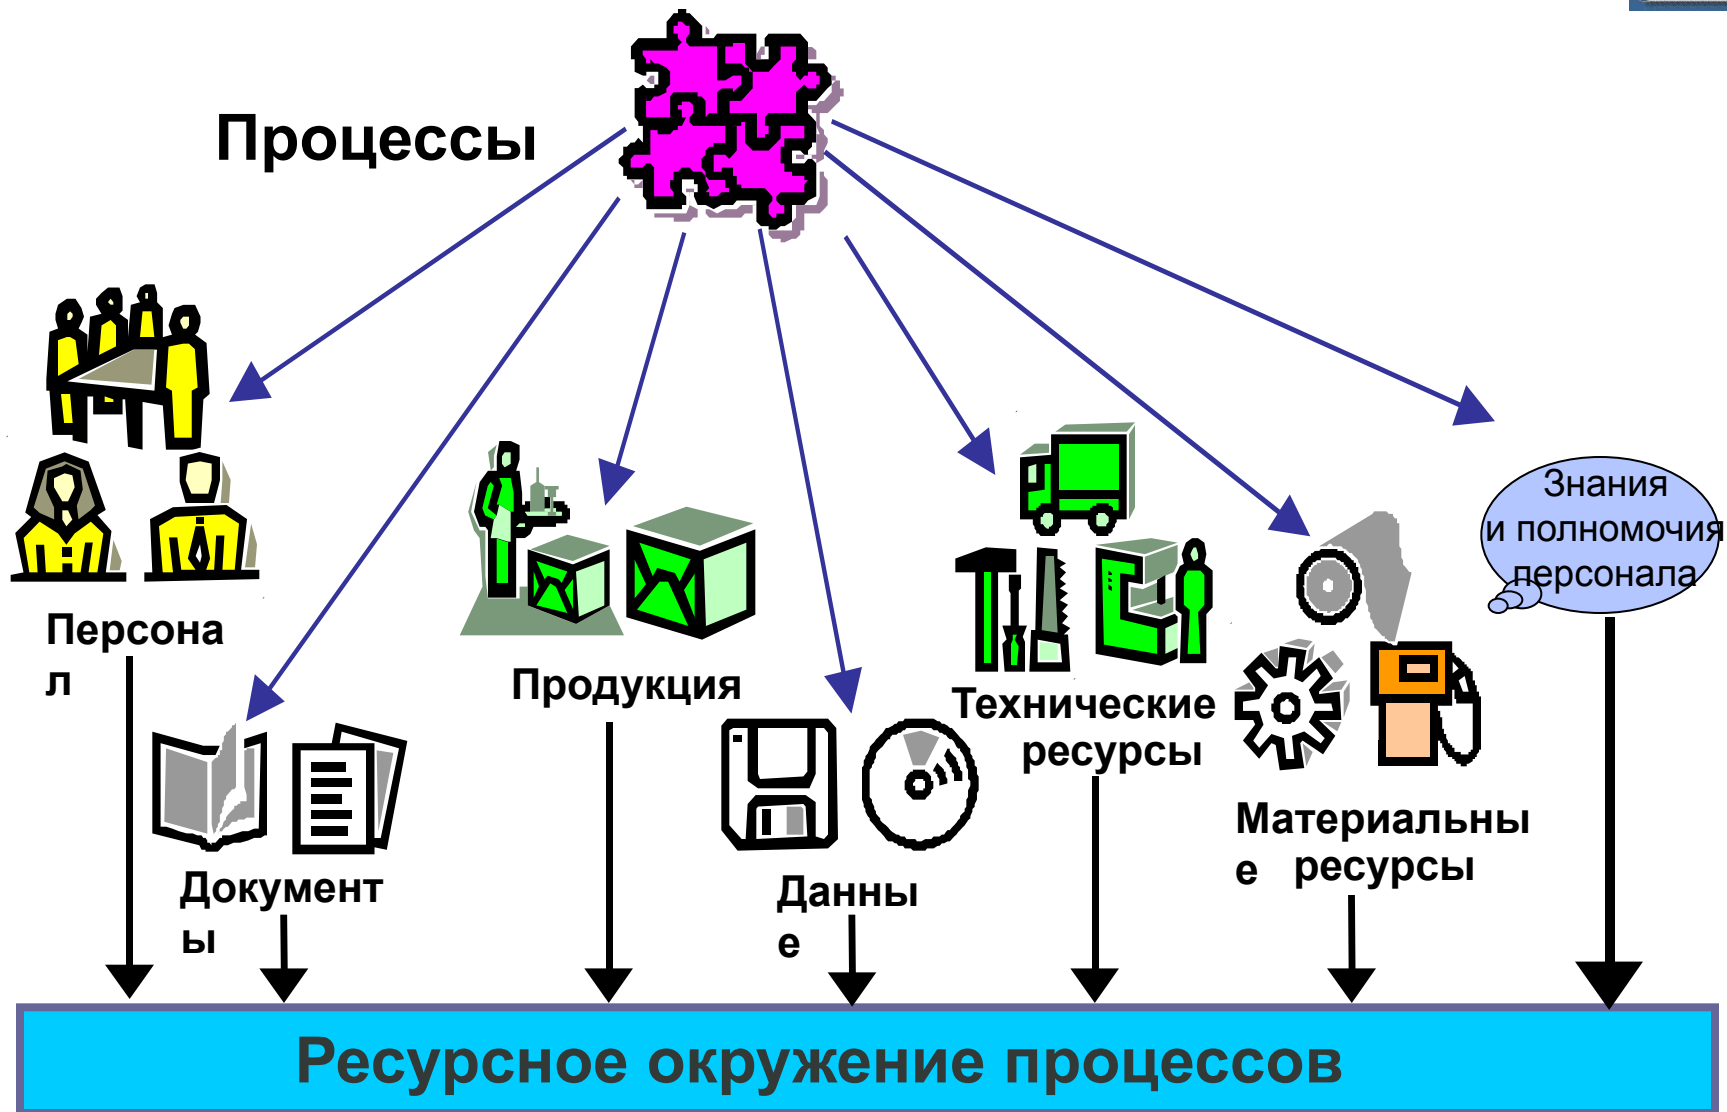 Процессы
Знания
и полномочия
персонала
Персона
л
Продукция
Технические
ресурсы
Материальны
е ресурсы
Документ
ы
Данны
е
Ресурсное окружение процессов